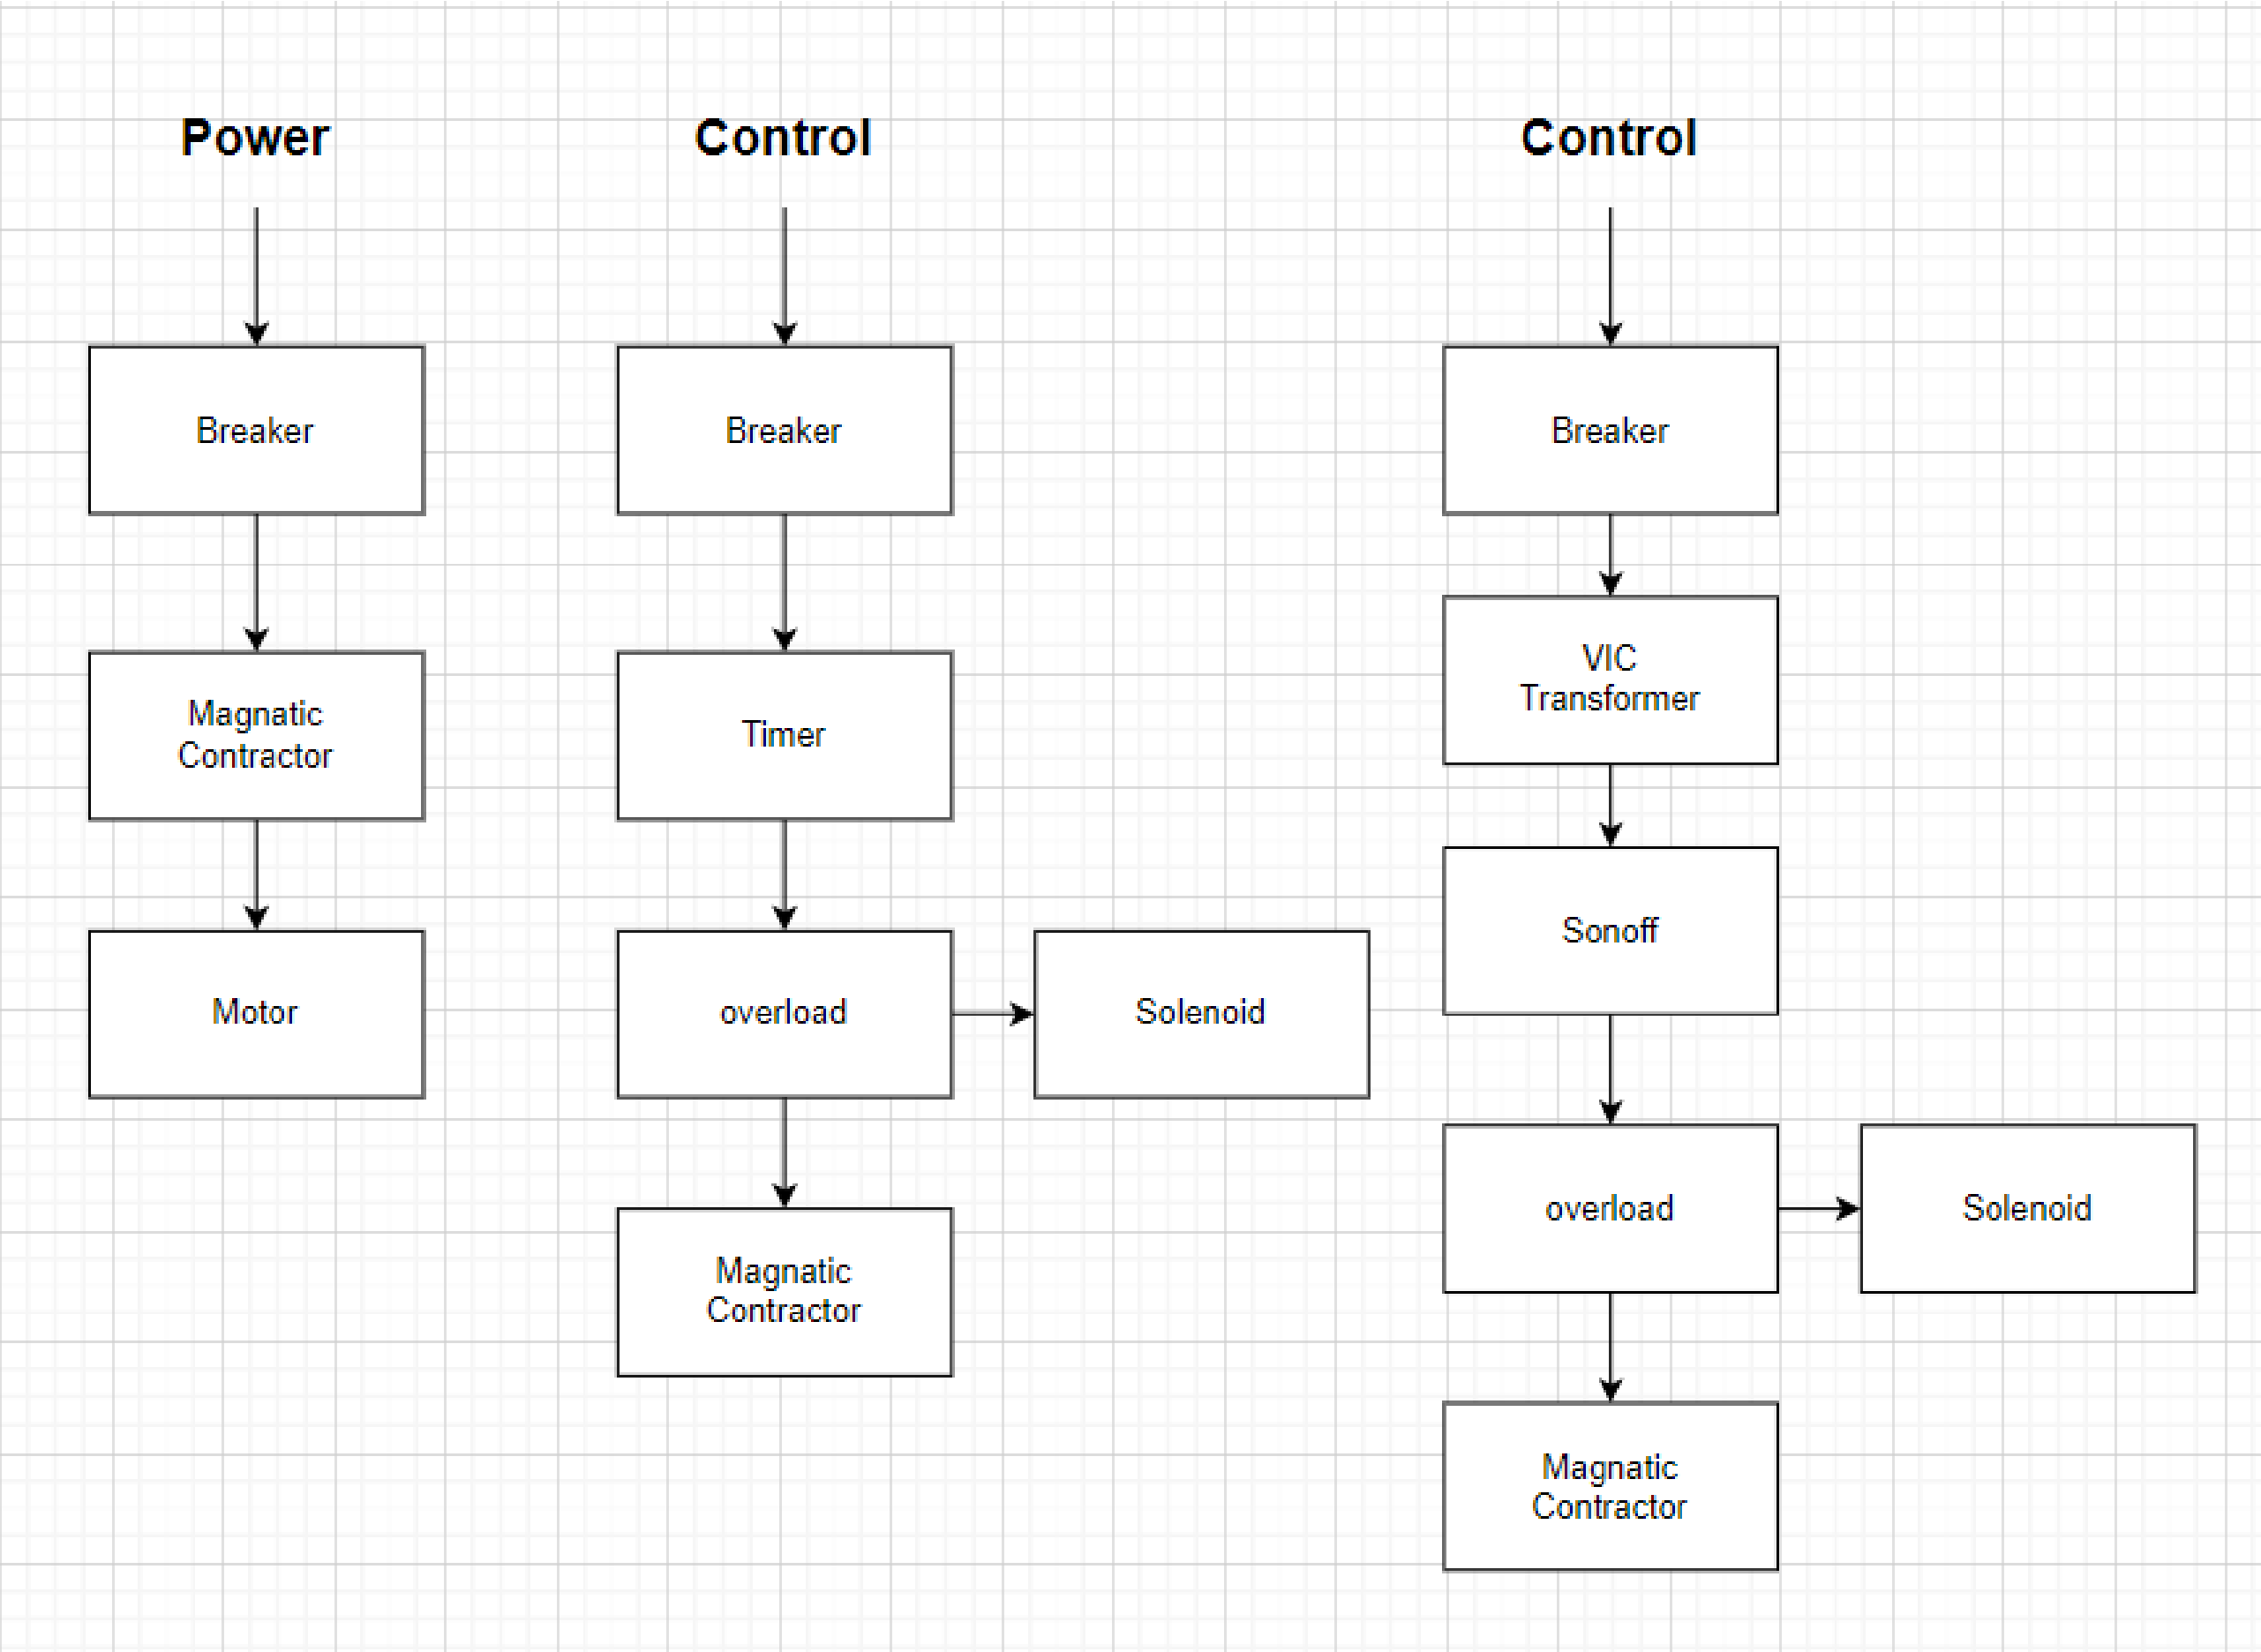 Power
Control
Control
Breaker
Breaker
Breaker
Magnatic
Contractor
Timer
VIC
Transformer
Motor
overload
Solenoid
Sonoff
Magnatic
Contractor
overload
Solenoid
Magnatic
Contractor